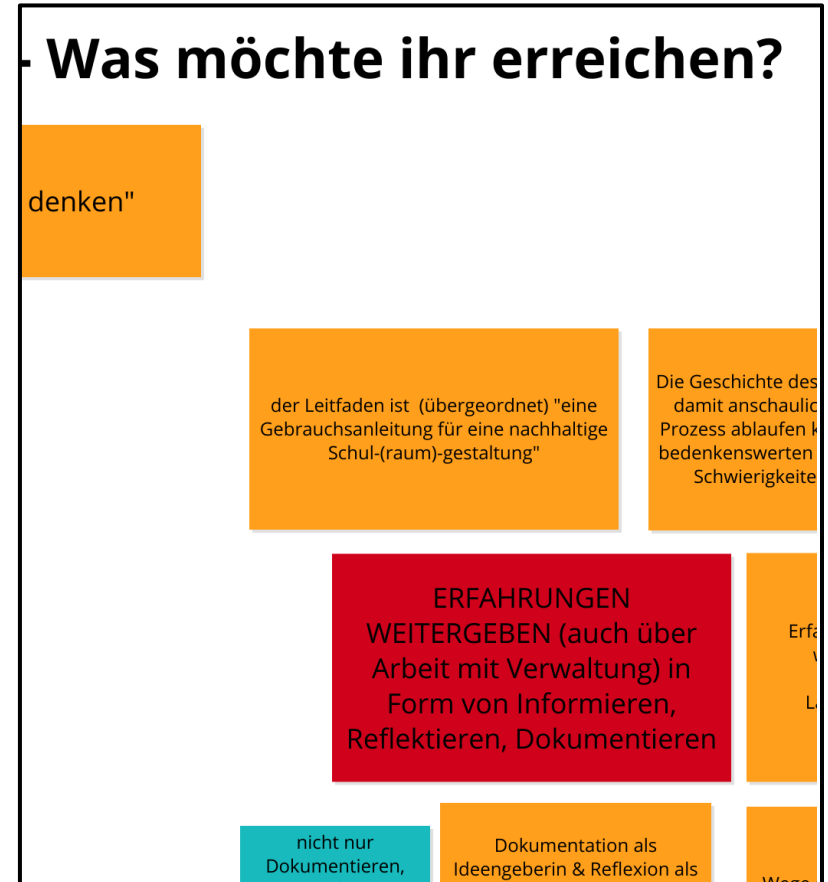 - Was möchte ihr erreichen?
denken"
der Leitfaden ist (übergeordnet) "eine
Gebrauchsanleitung für eine nachhaltige
Schul-(raum)-gestaltung"
Die Geschichte des
damit anschaulic
Prozess ablaufen k
bedenkenswerten
Schwierigkeite
ERFAHRUNGEN
WEITERGEBEN (auch über
Arbeit mit Verwaltung) in
Form von Informieren,
Reflektieren, Dokumentieren
Erfa
w
La
nicht nur
Dokumentieren,
Dokumentation als
Ideengeberin & Reflexion als